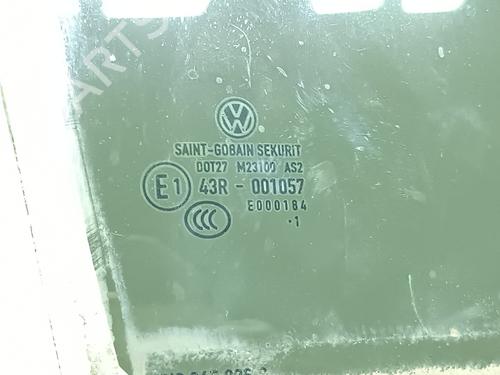 SAINT-GOBAIN SEKURIT
DOT27 M23100 AS2
E1 43R - 001057
E000184
CCC
·1